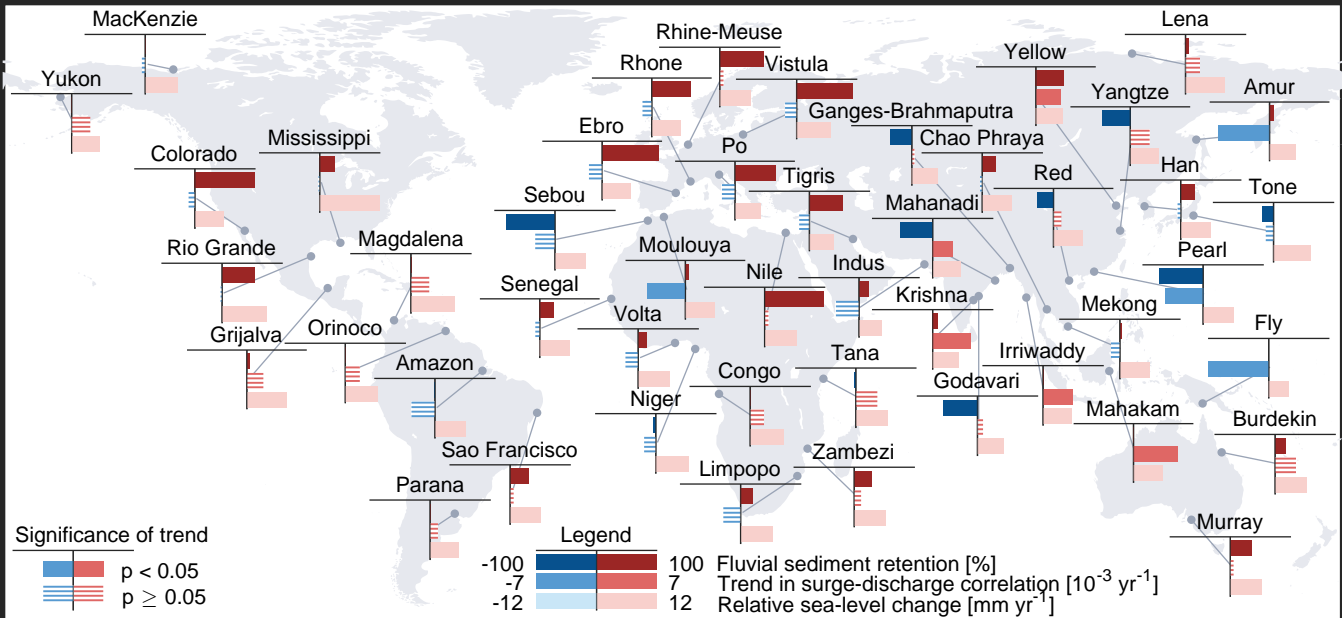 MacKenzie
Lena
Rhine-Meuse
Yellow
Rhone
Vistula
Yukon
Yangtze
Amur
Ganges-Brahmaputra
Mississippi
Ebro
Chao Phraya
Colorado
Po
Red
Han
Tigris
Sebou
Tone
Mahanadi
Rio Grande
Magdalena
Moulouya
Nile
Indus
Pearl
Senegal
Krishna
Mekong
Volta
Fly
Grijalva
Orinoco
Irriwaddy
Amazon
Congo
Tana
Godavari
Niger
Mahakam
Burdekin
Sao Francisco
Zambezi
Limpopo
Parana
Murray
Significance of trend
p < 0.05
p ≥ 0.05
Legend
-100 100 Fluvial sediment retention [%]
-7 7 Trend in surge-discharge correlation [10⁻³ yr⁻¹]
-12 12 Relative sea-level change [mm yr⁻¹]